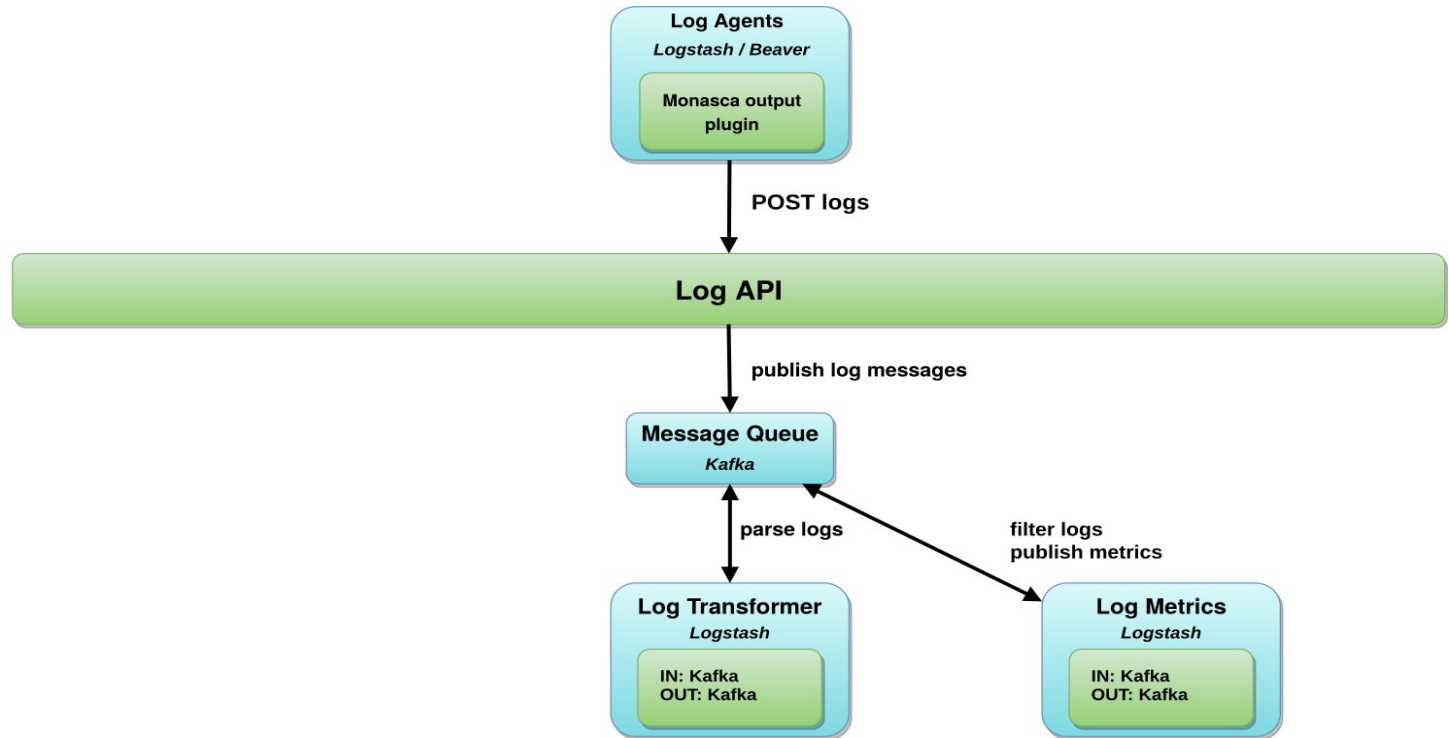 Log Agents
Logstash / Beaver
Monasca output
plugin
POST logs
Log API
publish log messages
Message Queue
Kafka
parse logs
filter logs
publish metrics
Log Transformer
Logstash
IN: Kafka
OUT: Kafka
Log Metrics
Logstash
IN: Kafka
OUT: Kafka